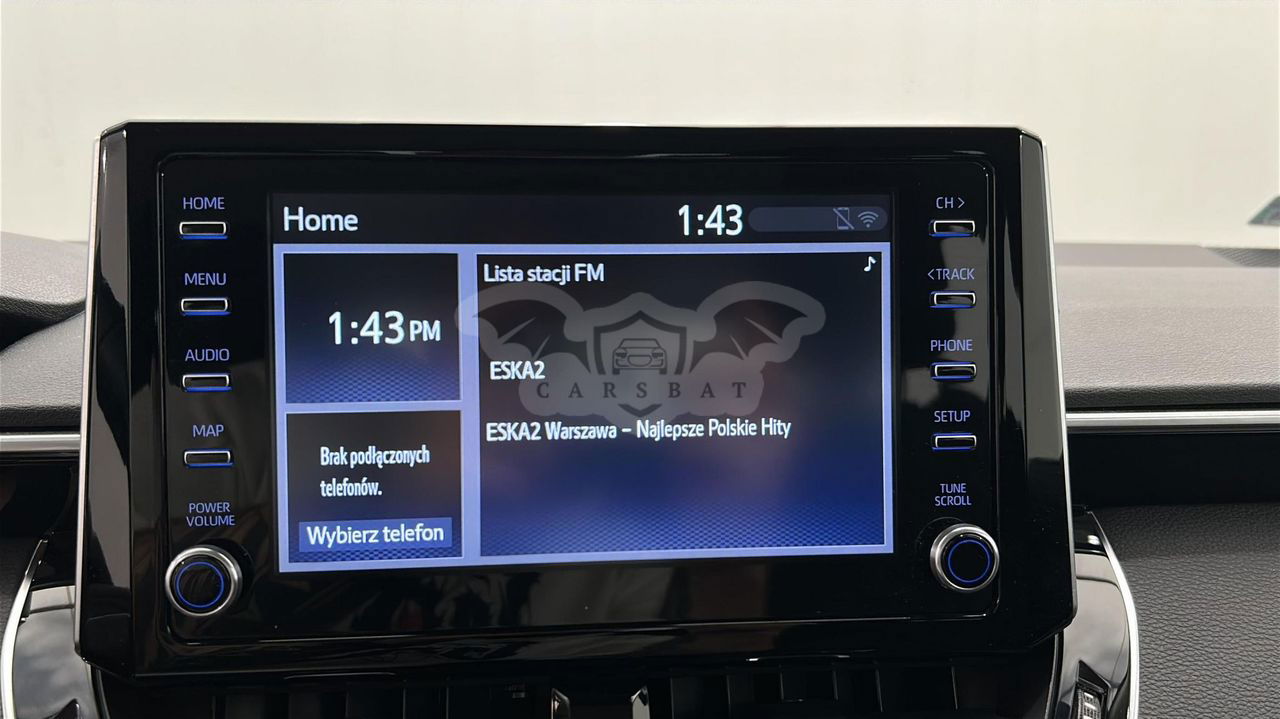 HOME
MENU
AUDIO
MAP
POWER
VOLUME
Home
1:43
1:43 PM
Brak podłączonych
telefonów.
Wybierz telefon
Lista stacji FM
ESKA2
CARSBAT
ESKA2 Warszawa – Najlepsze Polskie Hity
CH >
<TRACK
PHONE
SETUP
TUNE
SCROLL